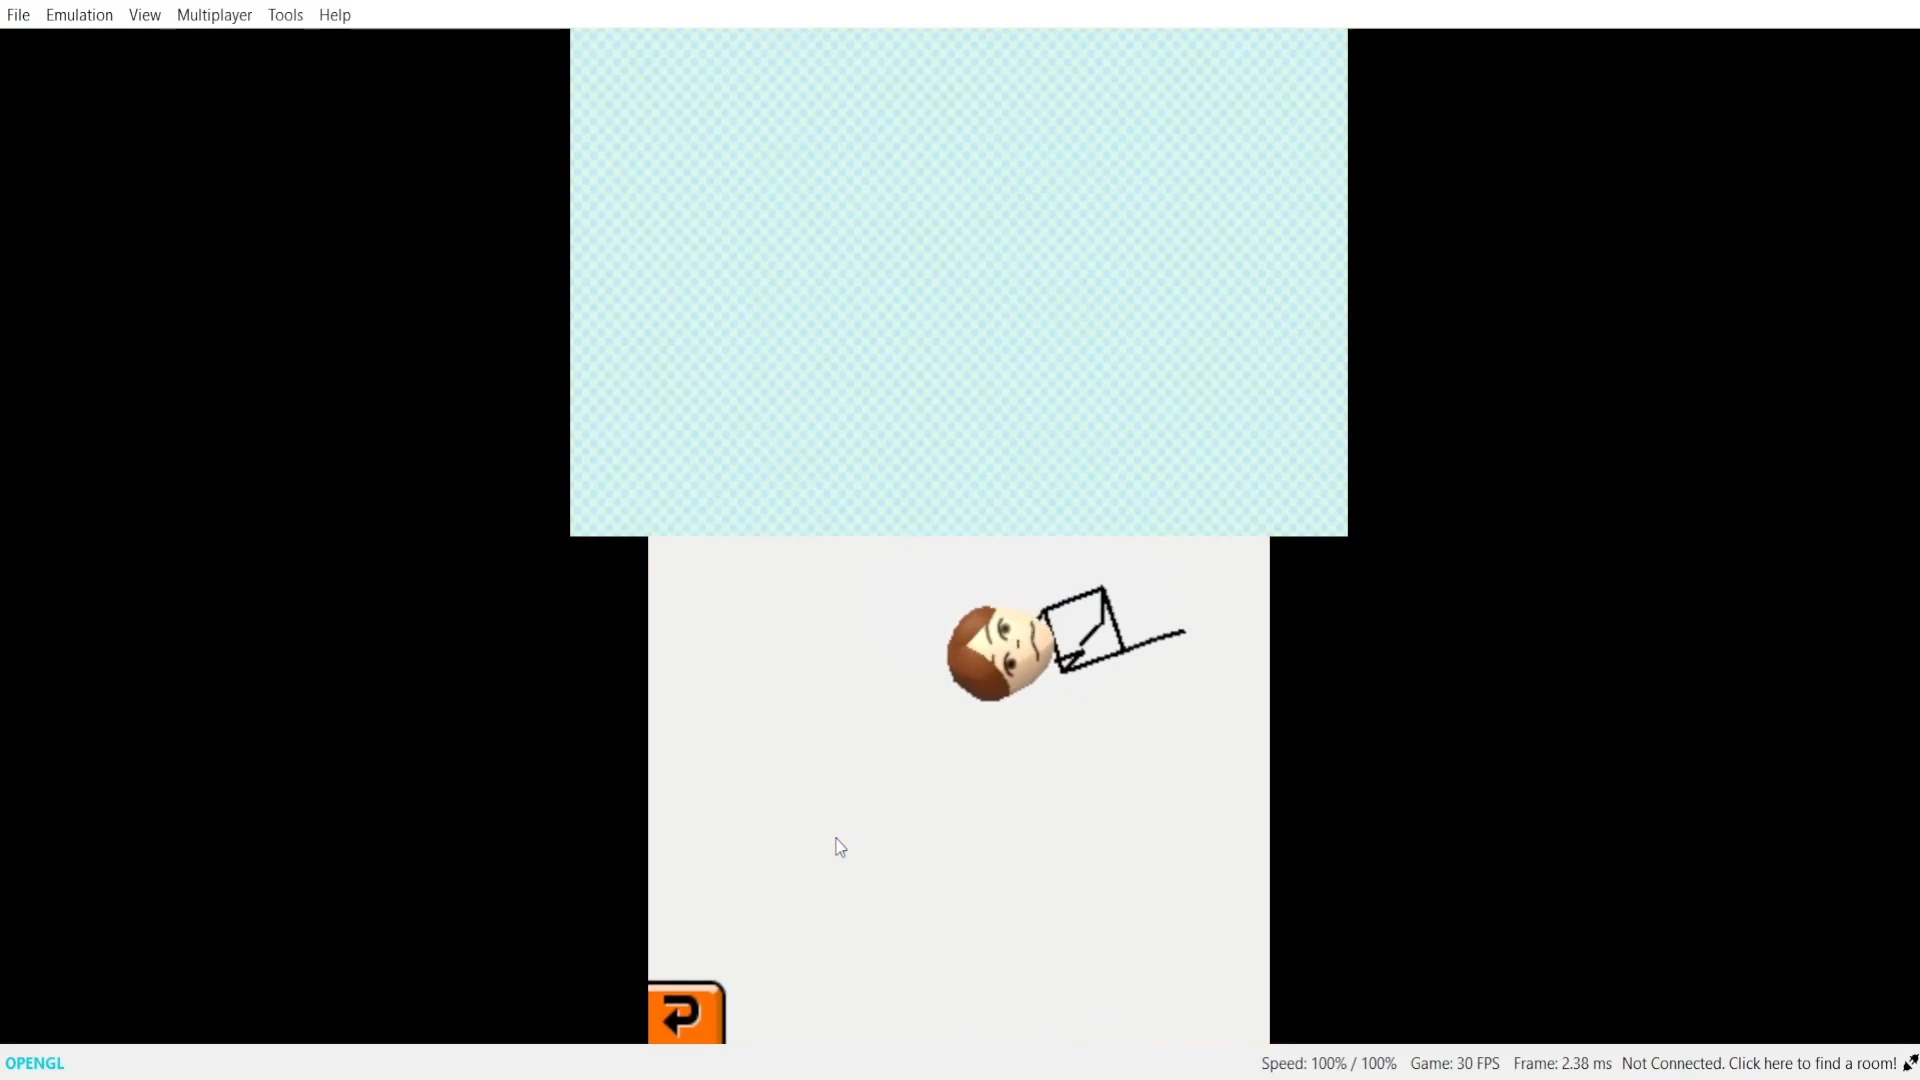 File Emulation View Multiplayer Tools Help
OPENGL Speed: 100% / 100% Game: 30 FPS Frame: 2.38 ms Not Connected. Click here to find a room!